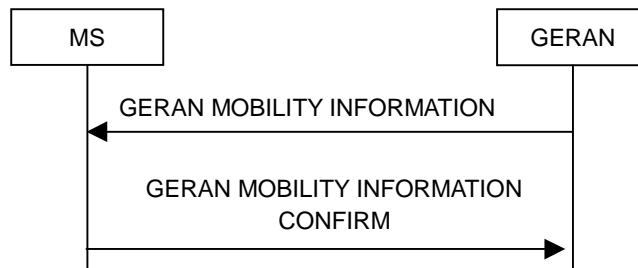 MS
GERAN
GERAN MOBILITY INFORMATION
GERAN MOBILITY INFORMATION
CONFIRM